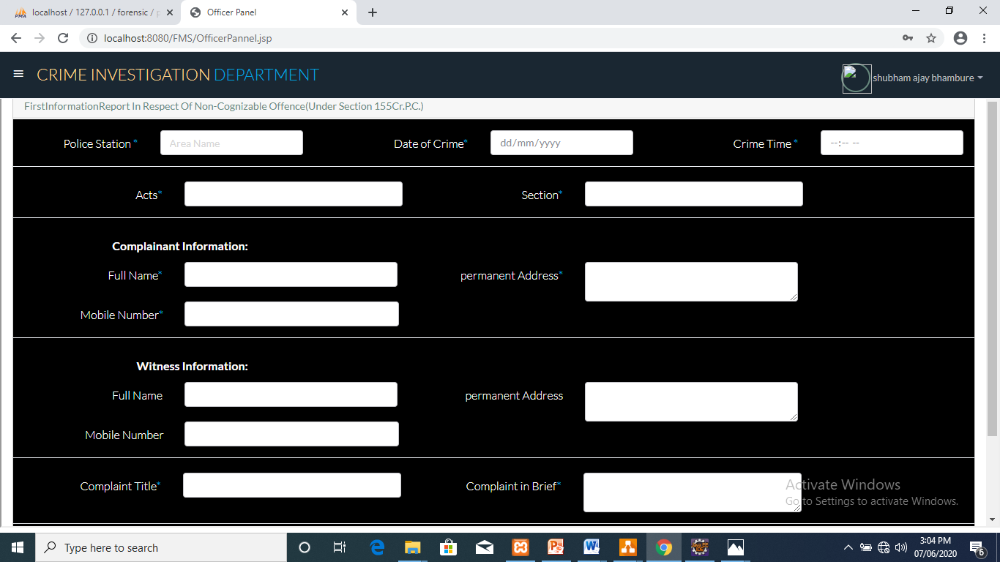 localhost / 127.0.0.1 / forensic /
Officer Panel
localhost:8080/FMS/OfficerPannel.jsp
CRIME INVESTIGATION DEPARTMENT
shubham ajay bhambure
FirstInformationReport In Respect Of Non-Cognizable Offence(Under Section 155Cr.P.C.)
Police Station * Area Name Date of Crime* dd/mm/yyyy Crime Time * --:-- --
Acts* Section*
Complainant Information:
Full Name* permanent Address*
Mobile Number*
Witness Information:
Full Name permanent Address
Mobile Number
Complaint Title* Complaint in Brief*
Activate Windows
Go to Settings to activate Windows.
Type here to search
3:04 PM
07/06/2020
6